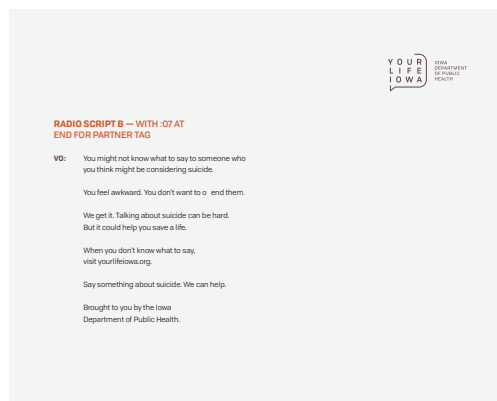 YOUR
LIFE
IOWA
IOWA
DEPARTMENT
OF PUBLIC
HEALTH
RADIO SCRIPT B — WITH :07 AT
END FOR PARTNER TAG
VO: You might not know what to say to someone who
you think might be considering suicide.
You feel awkward. You don't want to o end them.
We get it. Talking about suicide can be hard.
But it could help you save a life.
When you don't know what to say,
visit yourlifeiowa.org.
Say something about suicide. We can help.
Brought to you by the Iowa
Department of Public Health.